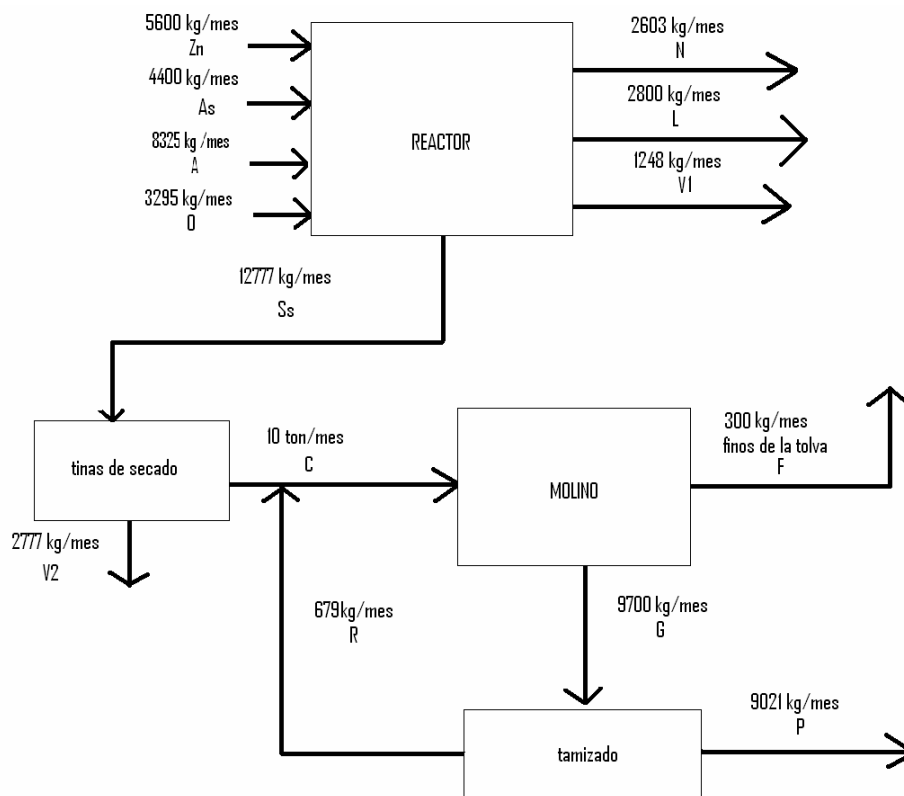 5600 kg/mes
Zn
4400 kg/mes
As
8325 kg /mes
A
3295 kg/mes
O
REACTOR
2603 kg/mes
N
2800 kg/mes
L
1248 kg/mes
V1
12777 kg/mes
Ss
tinas de secado
10 ton/mes
C
MOLINO
300 kg/mes
finos de la tolva
F
2777 kg/mes
V2
679kg/mes
R
9700 kg/mes
G
tamizado
9021 kg/mes
P